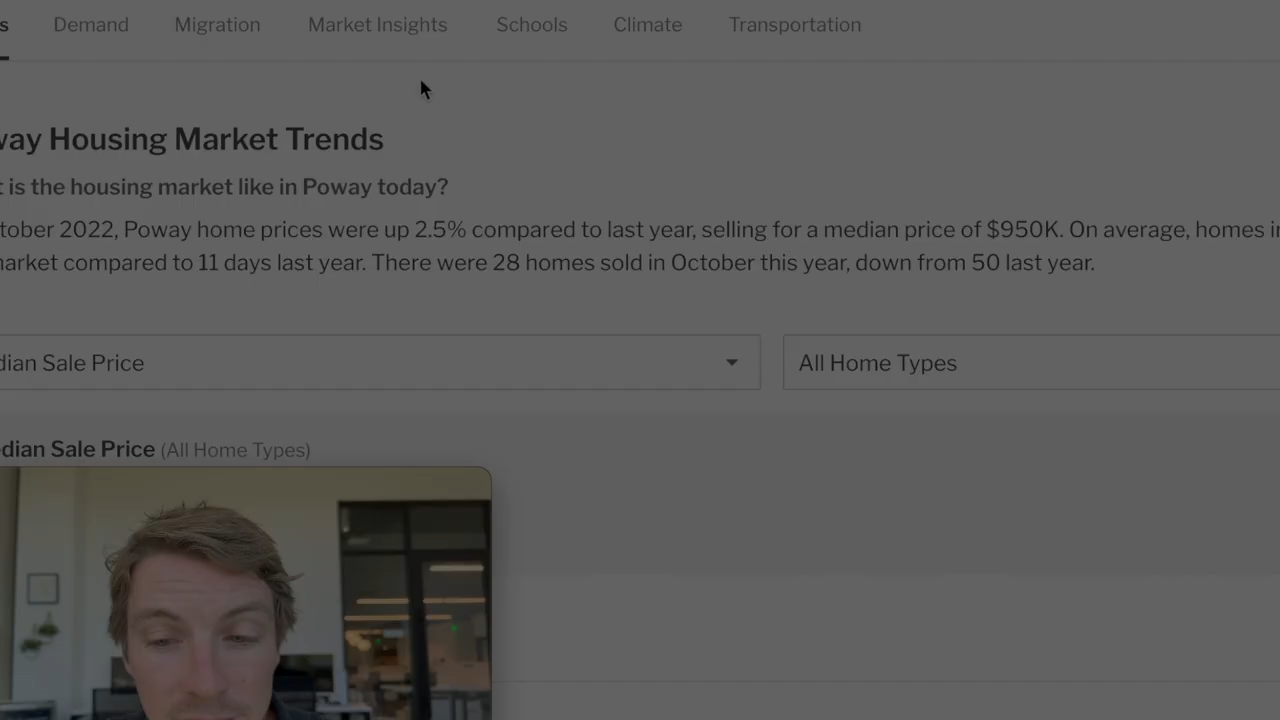 s Demand Migration Market Insights Schools Climate Transportation
way Housing Market Trends
t is the housing market like in Poway today?
tober 2022, Poway home prices were up 2.5% compared to last year, selling for a median price of $950K. On average, homes i
market compared to 11 days last year. There were 28 homes sold in October this year, down from 50 last year.
dian Sale Price All Home Types
dian Sale Price (All Home Types)